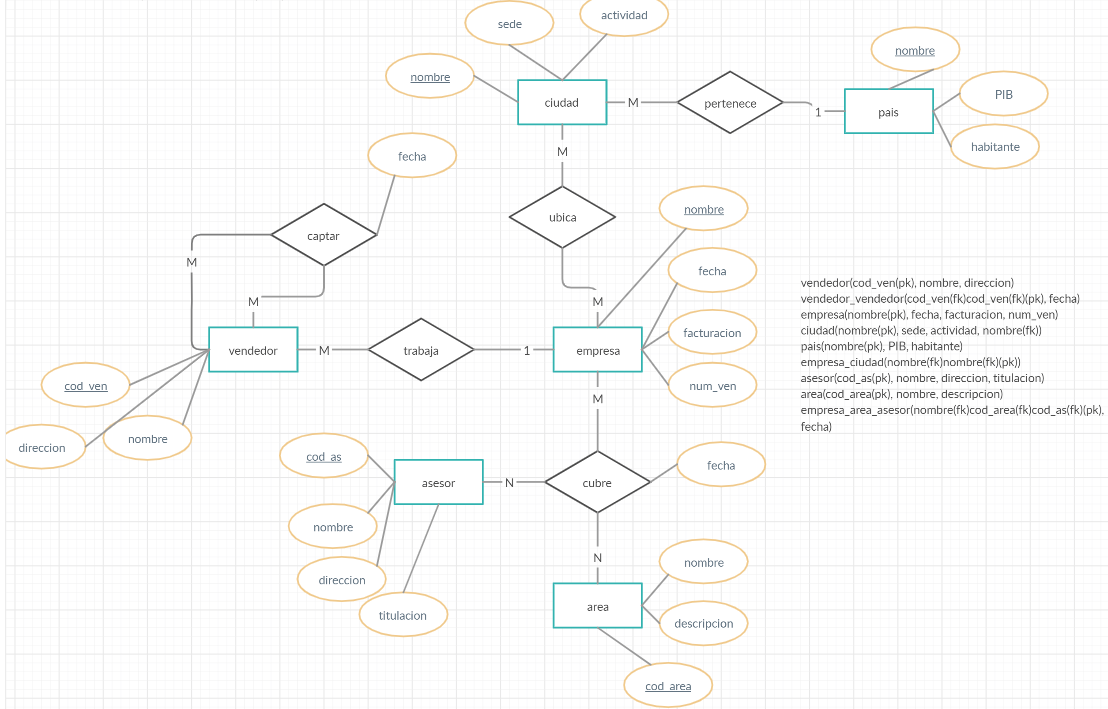 sede
actividad
nombre
ciudad
M
pertenece
1
pais
nombre
PIB
habitante
M
fecha
captar
M
M
ubica
M
nombre
fecha
facturacion
num_ven
vendedor
M
trabaja
1
empresa
cod_ven
direccion
nombre
vendedor(cod_ven(pk), nombre, direccion)
vendedor_vendedor(cod_ven(fk)cod_ven(fk)(pk), fecha)
empresa(nombre(pk), fecha, facturacion, num_ven)
ciudad(nombre(pk), sede, actividad, nombre(fk))
pais(nombre(pk), PIB, habitante)
empresa_ciudad(nombre(fk)nombre(fk)(pk))
asesor(cod_as(pk), nombre, direccion, titulacion)
area(cod_area(pk), nombre, descripcion)
empresa_area_asesor(nombre(fk)cod_area(fk)cod_as(fk)(pk),
fecha)
M
cod_as
asesor
N
cubre
fecha
nombre
direccion
titulacion
N
area
nombre
descripcion
cod_area